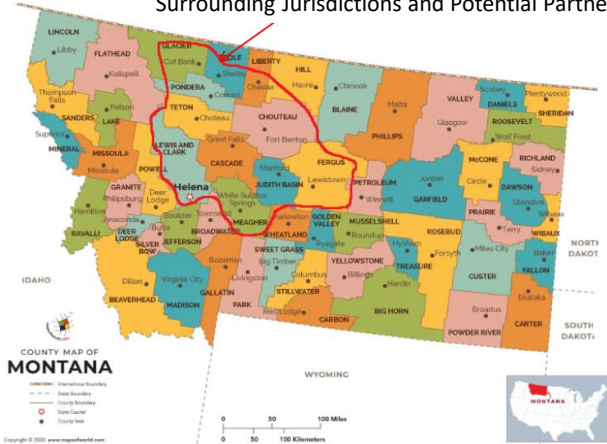 Surrounding Jurisdictions and Potential Partne
LINCOLN
Libby
FLATHEAD
Kalispell
GLACIER
Cut Bank
Shelby
LIBERTY
Chester
HILL
Havre
Chinook
BLAINE
Malta
PHILLIPS
VALLEY
Glasgow
Scobey
DANIELS
Plentywood
SHERIDAN
ROOSEVELT
Wolf Point
Thompson
Falls
SANDERS
Polson
LAKE
PONDERA
Conrad
TETON
Choteau
CHOUTEAU
Fort Benton
Superior
MINERAL
MISSOULA
Missoula
POWELL
LEWIS AND
CLARK
Great Falls
CASCADE
Stanford
JUDITH BASIN
FERGUS
Lewistown
PETROLEUM
Winnett
Jordan
GARFIELD
McCONE
Circle
RICHLAND
Sidney
DAWSON
Glendive
PRAIRIE
Terry
Wibaux
WIBAUX
GRANITE
Philipsburg
Deer
Lodge
Helena
White Sulphur
Springs
MEAGHER
Hamilton
RAVALLI
Anaconda
DEER
LODGE
Butte
SILVER
BOW
Boulder
JEFFERSON
Townsend
BROADWATER
Harlowton
WHEATLAND
GOLDEN
VALLEY
Ryegate
MUSSELSHELL
Roundup
ROSEBUD
Forsyth
Hysham
TREASURE
Miles City
CUSTER
Baker
FALLON
Ekalaka
CARTER
Dillon
BEAVERHEAD
Virginia City
MADISON
Bozeman
GALLATIN
Livingston
PARK
SWEET GRASS
Big Timber
Columbus
STILLWATER
Red Lodge
CARBON
YELLOWSTONE
Billings
Hardin
BIG HORN
Broadus
POWDER RIVER
IDAHO
NORTH
DAKOT
SOUTH
DAKOT
WYOMING
COUNTY MAP OF
MONTANA
International Boundary
State Boundary
County Boundary
State Capital
County Seat
0 50 100 Miles
0 50 100 Kilometers
MONTANA
Copyright © 2020 www.mapsofworld.com